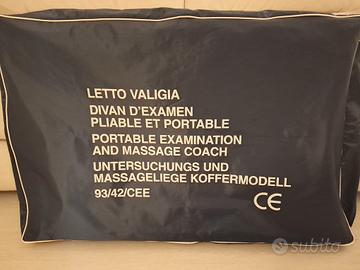 LETTO VALIGIA
DIVAN D'EXAMEN
PLIABLE ET PORTABLE
PORTABLE EXAMINATION
AND MASSAGE COACH
UNTERSUCHUNGS UND
MASSAGELIEGE KOFFERMODELL
93/42/CEE
CE
subito